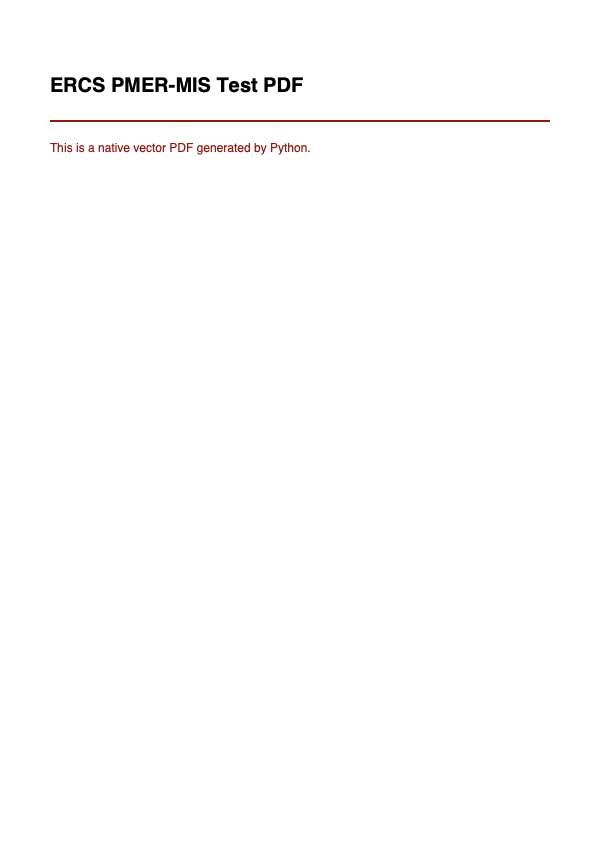 ERCS PMER-MIS Test PDF
This is a native vector PDF generated by Python.